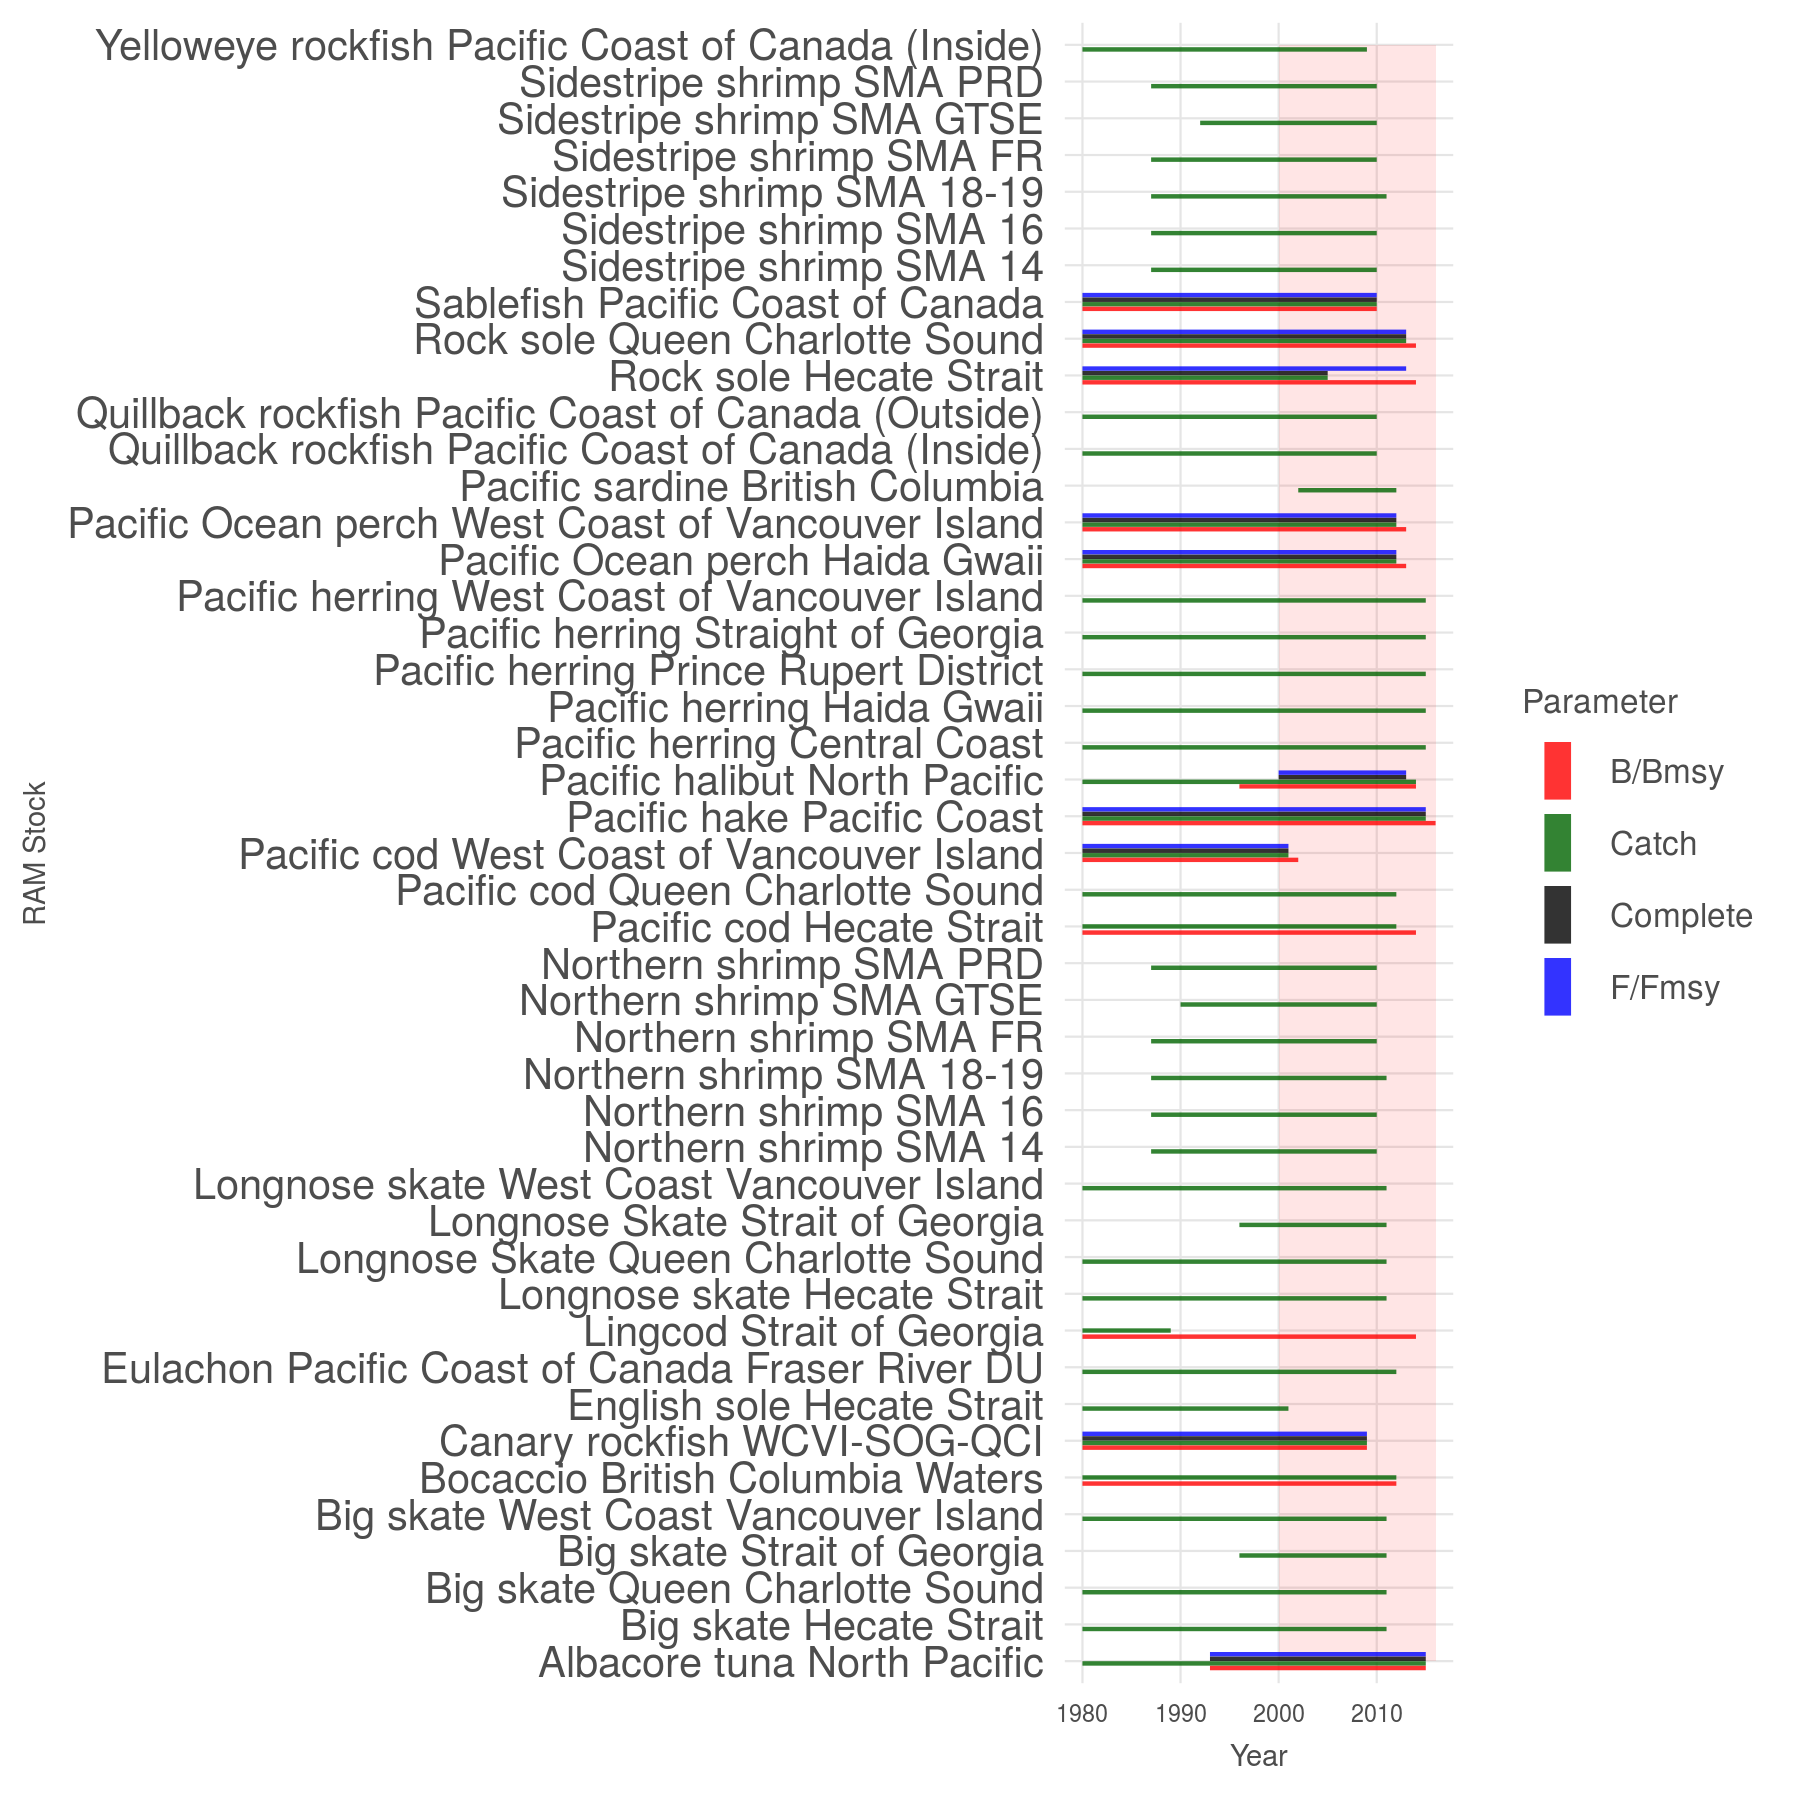 Yelloweye rockfish Pacific Coast of Canada (Inside)
Sidestripe shrimp SMA PRD
Sidestripe shrimp SMA GTSE
Sidestripe shrimp SMA FR
Sidestripe shrimp SMA 18-19
Sidestripe shrimp SMA 16
Sidestripe shrimp SMA 14
Sablefish Pacific Coast of Canada
Rock sole Queen Charlotte Sound
Rock sole Hecate Strait
Quillback rockfish Pacific Coast of Canada (Outside)
Quillback rockfish Pacific Coast of Canada (Inside)
Pacific sardine British Columbia
Pacific Ocean perch West Coast of Vancouver Island
Pacific Ocean perch Haida Gwaii
Pacific herring West Coast of Vancouver Island
Pacific herring Straight of Georgia
Pacific herring Prince Rupert District
Pacific herring Haida Gwaii
Pacific herring Central Coast
Pacific halibut North Pacific
Pacific hake Pacific Coast
Pacific cod West Coast of Vancouver Island
Pacific cod Queen Charlotte Sound
Pacific cod Hecate Strait
Northern shrimp SMA PRD
Northern shrimp SMA GTSE
Northern shrimp SMA FR
Northern shrimp SMA 18-19
Northern shrimp SMA 16
Northern shrimp SMA 14
Longnose skate West Coast Vancouver Island
Longnose Skate Strait of Georgia
Longnose Skate Queen Charlotte Sound
Longnose skate Hecate Strait
Lingcod Strait of Georgia
Eulachon Pacific Coast of Canada Fraser River DU
English sole Hecate Strait
Canary rockfish WCVI-SOG-QCI
Bocaccio British Columbia Waters
Big skate West Coast Vancouver Island
Big skate Strait of Georgia
Big skate Queen Charlotte Sound
Big skate Hecate Strait
Albacore tuna North Pacific
RAM Stock
1980 1990 2000 2010
Year
Parameter
B/Bmsy
Catch
Complete
F/Fmsy